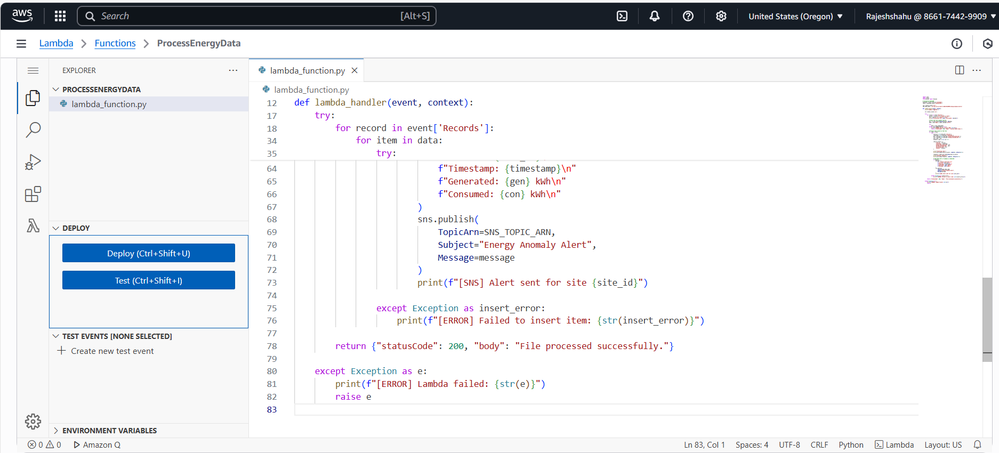 aws
Search [Alt+S]
United States (Oregon)
Rajeshshahu @ 8661-7442-9909
Lambda > Functions > ProcessEnergyData
EXPLORER
PROCESSENERGYDATA
lambda_function.py
DEPLOY
Deploy (Ctrl+Shift+U)
Test (Ctrl+Shift+I)
TEST EVENTS [NONE SELECTED]
Create new test event
ENVIRONMENT VARIABLES
lambda_function.py
lambda_function.py
12 def lambda_handler(event, context):
17 try:
18 for record in event['Records']:
34 for item in data:
35 try:
64 f"Timestamp: {timestamp}\n"
65 f"Generated: {gen} kWh\n"
66 f"Consumed: {con} kWh\n"
67 )
68 sns.publish(
69 TopicArn=SNS_TOPIC_ARN,
70 Subject="Energy Anomaly Alert",
71 Message=message
72 )
73 print(f"[SNS] Alert sent for site {site_id}")
74
75 except Exception as insert_error:
76 print(f"[ERROR] Failed to insert item: {str(insert_error)}")
77
78 return {"statusCode": 200, "body": "File processed successfully."}
79
80 except Exception as e:
81 print(f"[ERROR] Lambda failed: {str(e)}")
82 raise e
83
0 0 Amazon Q
Ln 83, Col 1 Spaces: 4 UTF-8 CRLF Python Lambda Layout: US